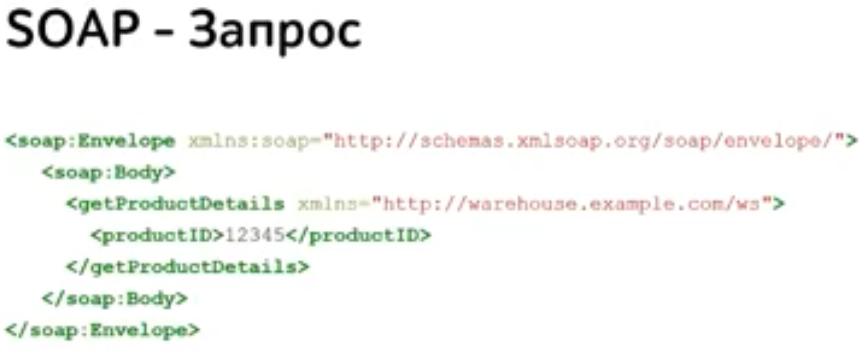 SOAP - Запрос
<soap:Envelope xmlns:soap="http://schemas.xmlsoap.org/soap/envelope/">
<soap:Body>
<getProductDetails xmlns="http://warehouse.example.com/ws">
<productID>12345</productID>
</getProductDetails>
</soap:Body>
</soap:Envelope>